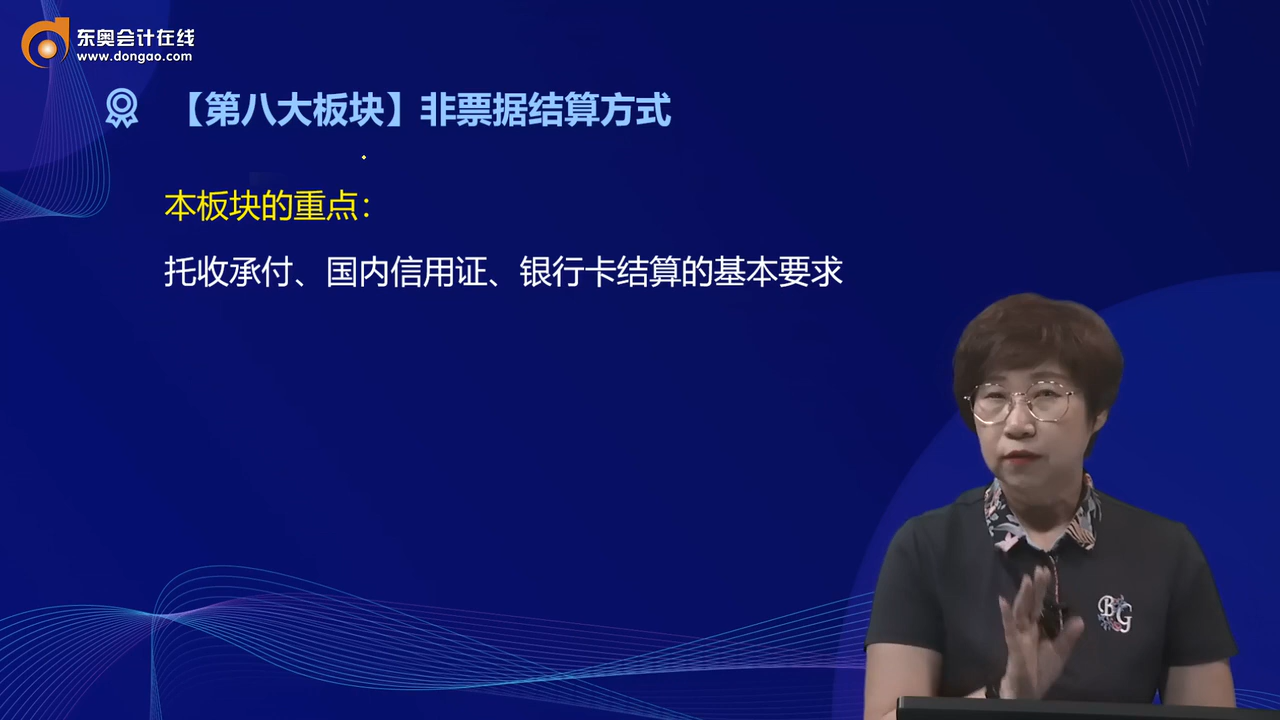 东奥会计在线
www.dongao.com
【第八大板块】非票据结算方式
本板块的重点：
托收承付、国内信用证、银行卡结算的基本要求
BG